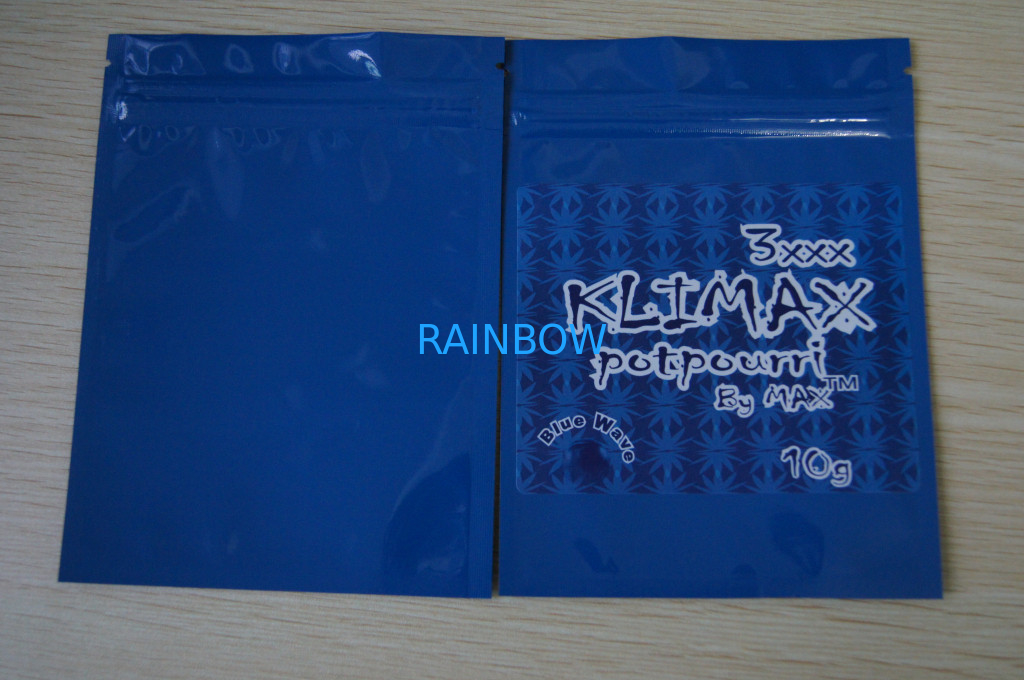 3xxx
KLIMAX
RAINBOW
potpourri
By MAX™
Blue Wave
10g